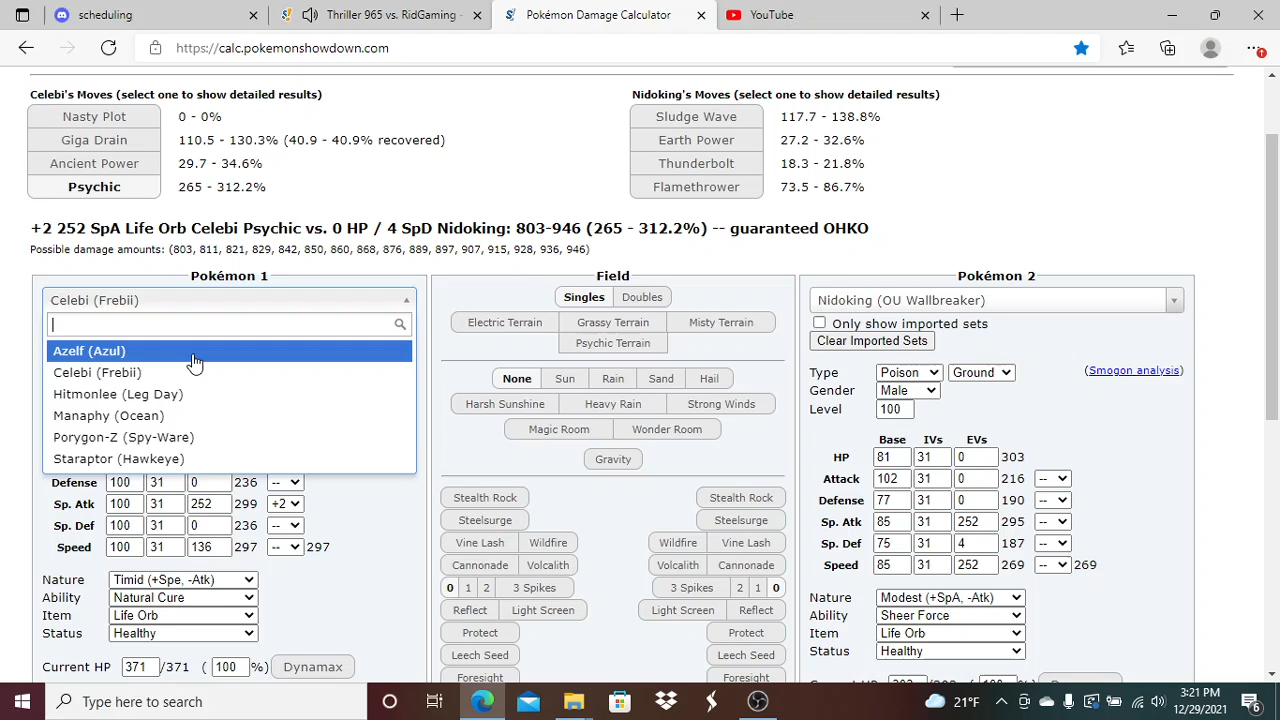 scheduling
Thriller 965 vs. RidGaming -
Pokémon Damage Calculator
YouTube
https://calc.pokemonshowdown.com
Celebi's Moves (select one to show detailed results)
Nasty Plot 0 - 0%
Giga Drain 110.5 - 130.3% (40.9 - 40.9% recovered)
Ancient Power 29.7 - 34.6%
Psychic 265 - 312.2%
Nidoking's Moves (select one to show detailed results)
Sludge Wave 117.7 - 138.8%
Earth Power 27.2 - 32.6%
Thunderbolt 18.3 - 21.8%
Flamethrower 73.5 - 86.7%
+2 252 SpA Life Orb Celebi Psychic vs. 0 HP / 4 SpD Nidoking: 803-946 (265 - 312.2%) -- guaranteed OHKO
Possible damage amounts: (803, 811, 821, 829, 842, 850, 860, 868, 876, 889, 897, 907, 915, 928, 936, 946)
Pokémon 1
Celebi (Frebii)
Azelf (Azul)
Celebi (Frebii)
Hitmonlee (Leg Day)
Manaphy (Ocean)
Porygon-Z (Spy-Ware)
Staraptor (Hawkeye)
Defense 100 31 0 236 --
Sp. Atk 100 31 252 299 +2
Sp. Def 100 31 0 236 --
Speed 100 31 136 297 -- 297
Nature Timid (+Spe, -Atk)
Ability Natural Cure
Item Life Orb
Status Healthy
Current HP 371/371 ( 100 %) Dynamax
Field
Singles Doubles
Electric Terrain Grassy Terrain Misty Terrain
Psychic Terrain
None Sun Rain Sand Hail
Harsh Sunshine Heavy Rain Strong Winds
Magic Room Wonder Room
Gravity
Stealth Rock Stealth Rock
Steelsurge Steelsurge
Vine Lash Wildfire Wildfire Vine Lash
Cannonade Volcalith Volcalith Cannonade
0 1 2 3 Spikes 3 Spikes 2 1 0
Reflect Light Screen Light Screen Reflect
Protect Protect
Leech Seed Leech Seed
Foresight Foresight
Pokémon 2
Nidoking (OU Wallbreaker)
Only show imported sets
Clear Imported Sets
Type Poison Ground (Smogon analysis)
Gender Male
Level 100
Base IVs EVs
HP 81 31 0 303
Attack 102 31 0 216 --
Defense 77 31 0 190 --
Sp. Atk 85 31 252 295 --
Sp. Def 75 31 4 187 --
Speed 85 31 252 269 -- 269
Nature Modest (+SpA, -Atk)
Ability Sheer Force
Item Life Orb
Status Healthy
Type here to search
21°F
3:21 PM
12/29/2021
6